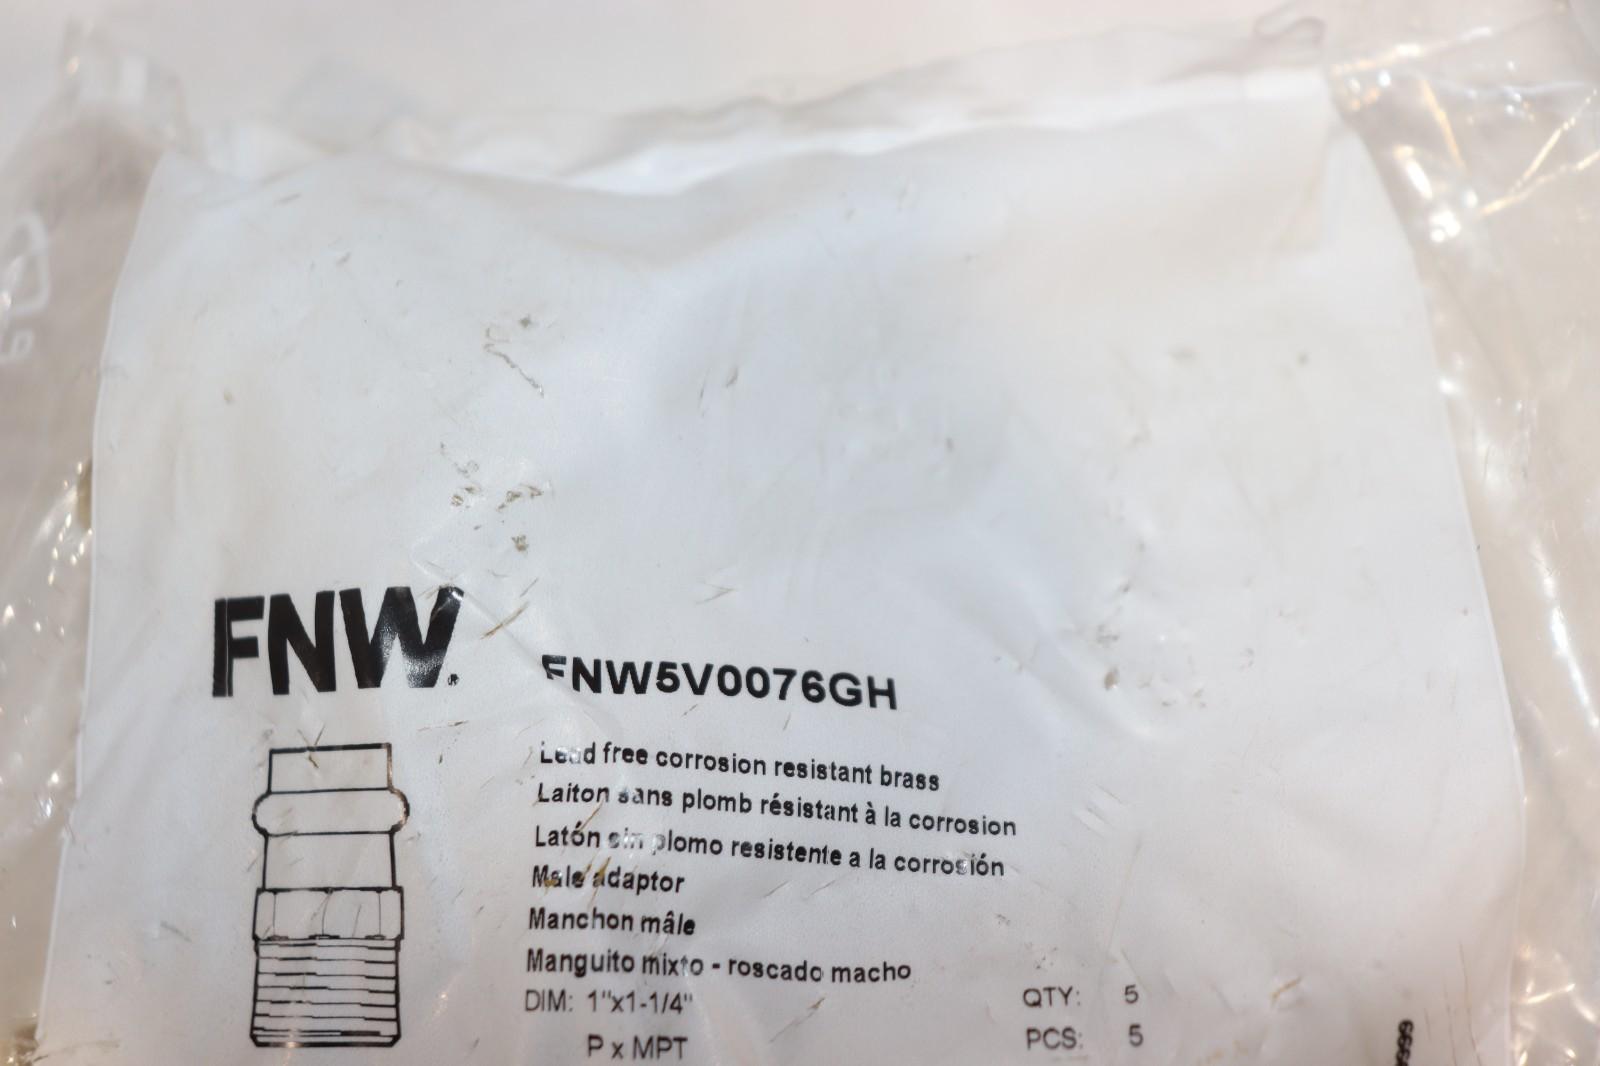 FNW®
FNW5V0076GH
Lead free corrosion resistant brass
Laiton sans plomb résistant à la corrosion
Latón sin plomo resistente a la corrosión
Male adaptor
Manchon mâle
Manguito mixto - roscado macho
DIM: 1"x1-1/4"
P x MPT
QTY: 5
PCS: 5